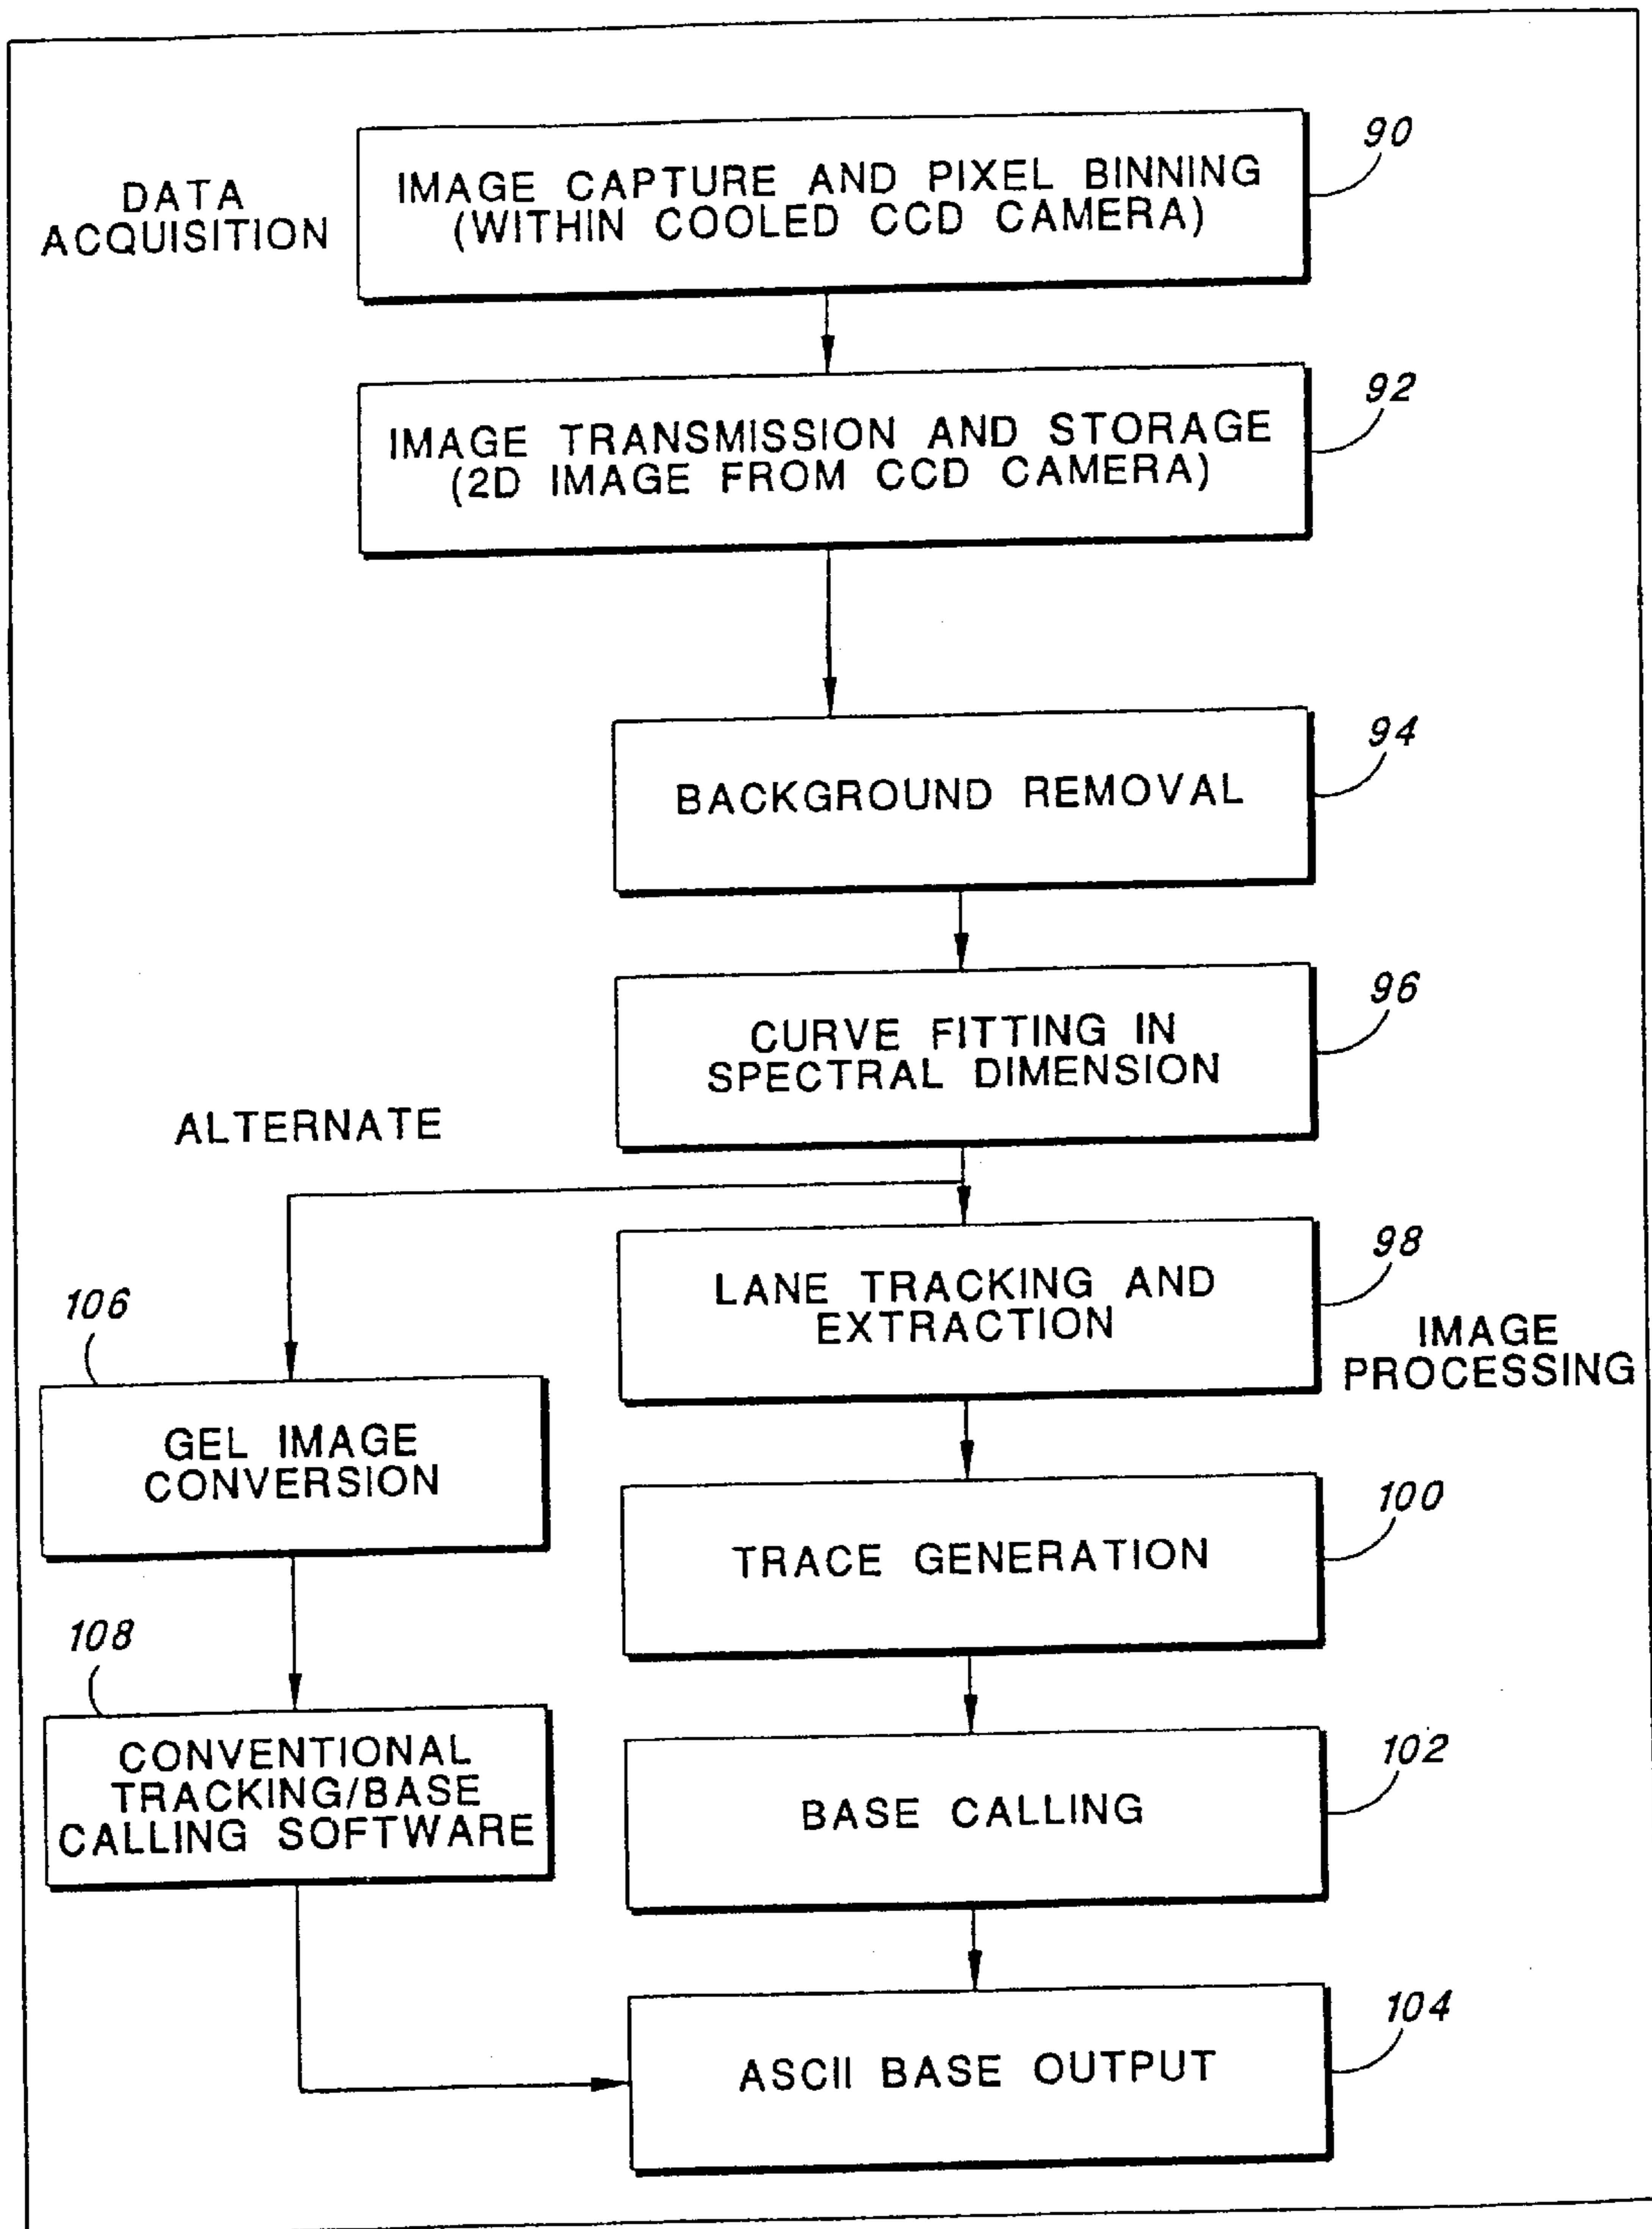 DATA
ACQUISITION
IMAGE CAPTURE AND PIXEL BINNING
(WITHIN COOLED CCD CAMERA)
90
IMAGE TRANSMISSION AND STORAGE
(2D IMAGE FROM CCD CAMERA)
92
BACKGROUND REMOVAL
94
CURVE FITTING IN
SPECTRAL DIMENSION
96
ALTERNATE
LANE TRACKING AND
EXTRACTION
98
IMAGE
PROCESSING
106
GEL IMAGE
CONVERSION
TRACE GENERATION
100
108
CONVENTIONAL
TRACKING/BASE
CALLING SOFTWARE
BASE CALLING
102
ASCII BASE OUTPUT
104